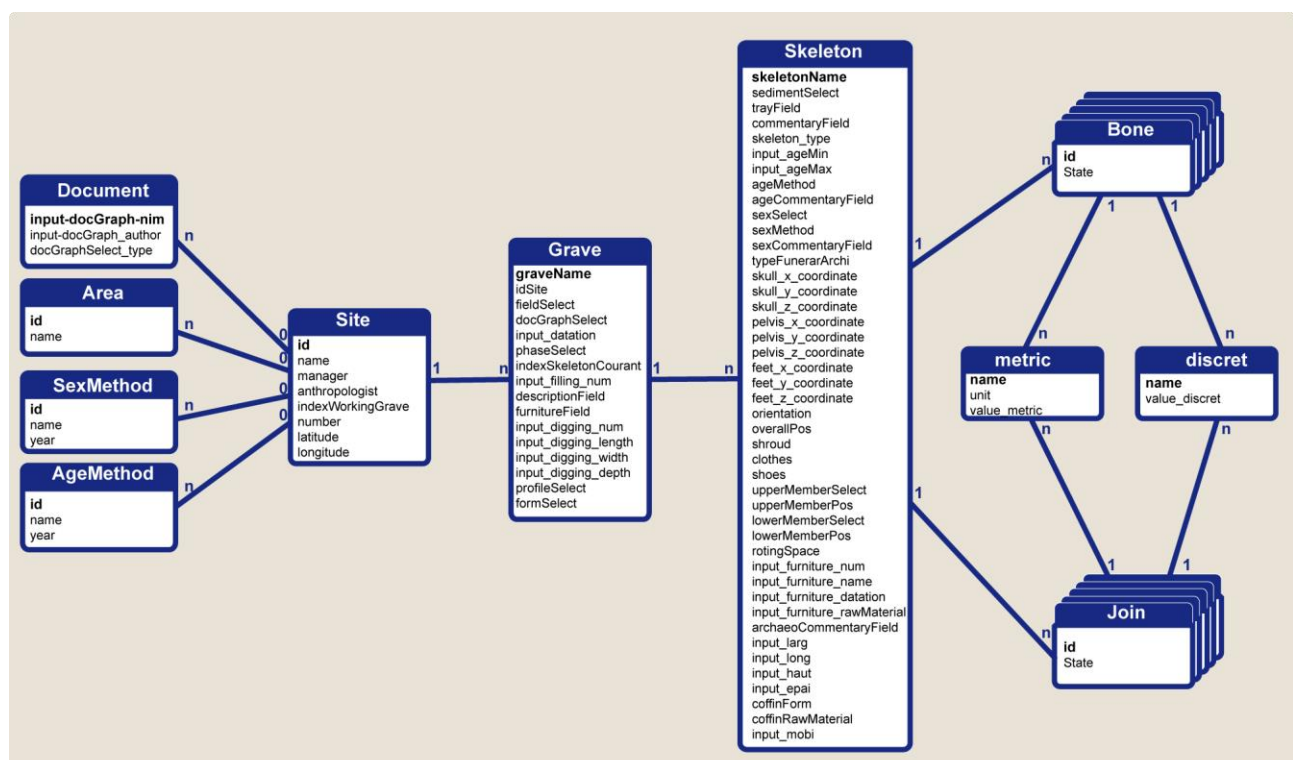 Document
input-docGraph-nim
input-docGraph_author
docGraphSelect_type
n
Area
id
name
n
SexMethod
id
name
year
n
AgeMethod
id
name
year
n
0
0
0
0
Site
id
name
manager
anthropologist
indexWorkingGrave
number
latitude
longitude
1
n
Grave
graveName
idSite
fieldSelect
docGraphSelect
input_datation
phaseSelect
indexSkeletonCourant
input_filling_num
descriptionField
furnitureField
input_digging_num
input_digging_length
input_digging_width
input_digging_depth
profileSelect
formSelect
1
n
Skeleton
skeletonName
sedimentSelect
trayField
commentaryField
skeleton_type
input_ageMin
input_ageMax
ageMethod
ageCommentaryField
sexSelect
sexMethod
sexCommentaryField
typeFunerarArchi
skull_x_coordinate
skull_y_coordinate
skull_z_coordinate
pelvis_x_coordinate
pelvis_y_coordinate
pelvis_z_coordinate
feet_x_coordinate
feet_y_coordinate
feet_z_coordinate
orientation
overallPos
shroud
clothes
shoes
upperMemberSelect
upperMemberPos
lowerMemberSelect
lowerMemberPos
rotingSpace
input_furniture_num
input_furniture_name
input_furniture_datation
input_furniture_rawMaterial
archaeoCommentaryField
input_larg
input_long
input_haut
input_epai
coffinForm
coffinRawMaterial
input_mobi
1
1
n
Bone
id
State
1
1
n
n
metric
name
unit
value_metric
n
discret
name
value_discret
n
1
1
n
Join
id
State